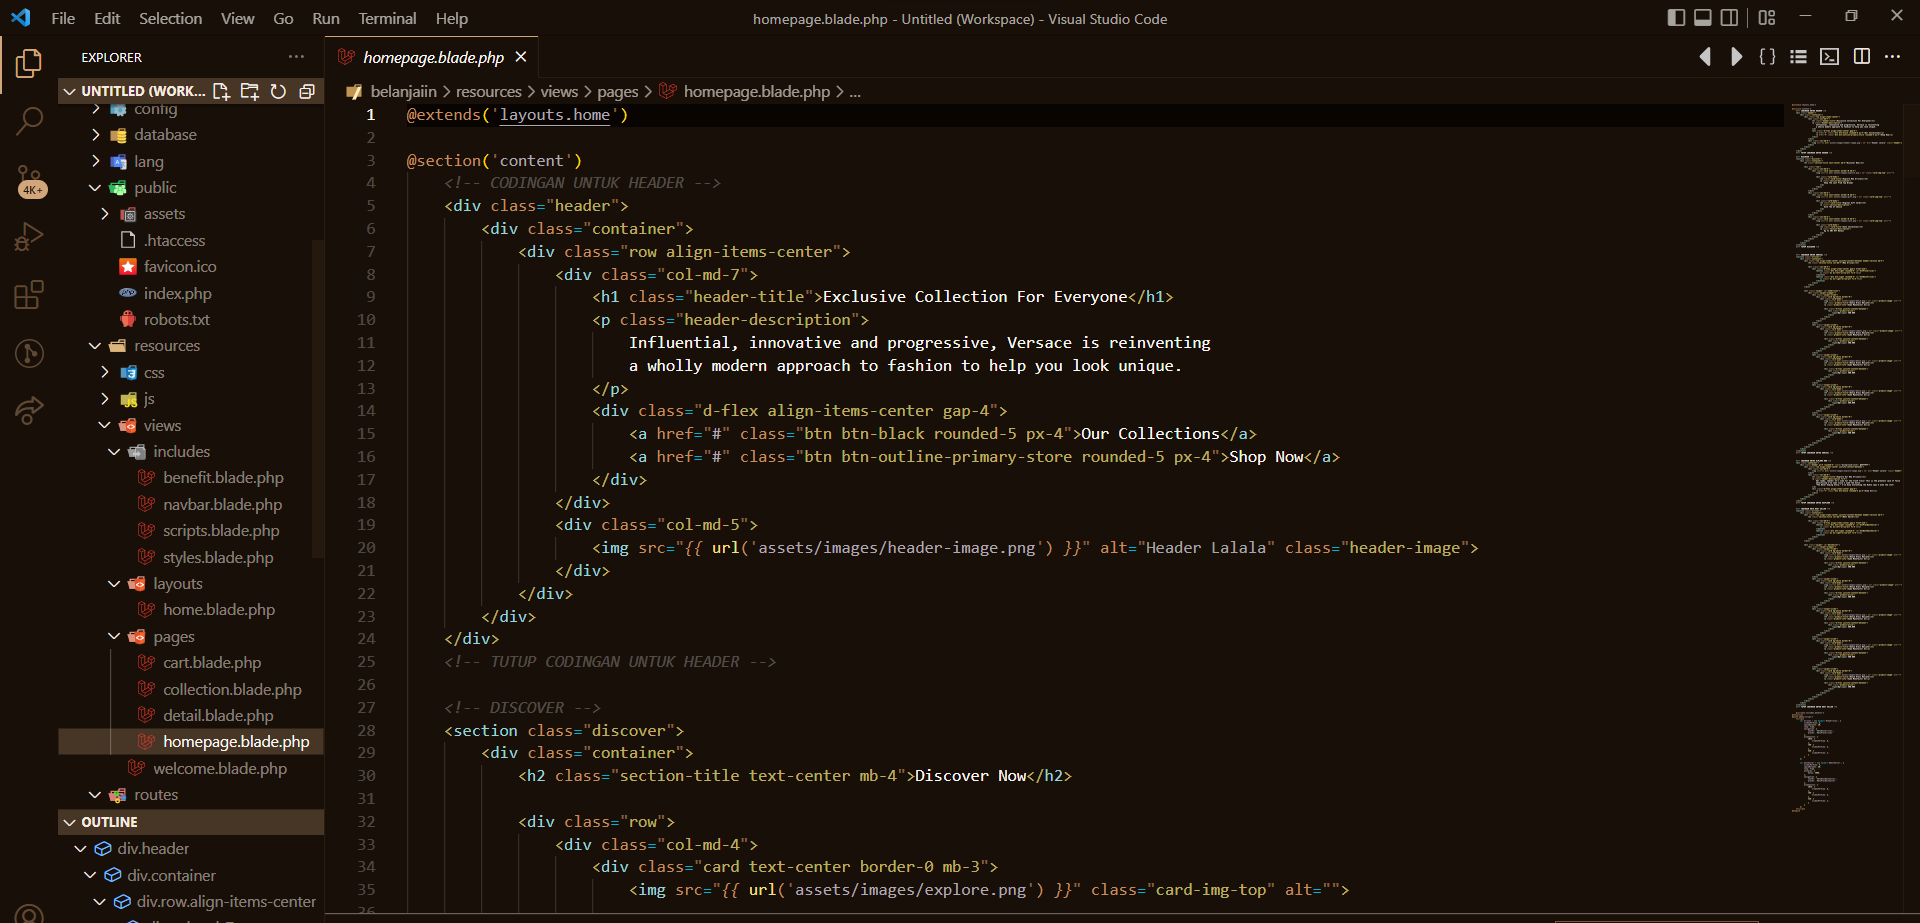 File Edit Selection View Go Run Terminal Help
homepage.blade.php - Untitled (Workspace) - Visual Studio Code
EXPLORER
UNTITLED (WORK...
config
database
lang
public
assets
.htaccess
favicon.ico
index.php
robots.txt
resources
css
js
views
includes
benefit.blade.php
navbar.blade.php
scripts.blade.php
styles.blade.php
layouts
home.blade.php
pages
cart.blade.php
collection.blade.php
detail.blade.php
homepage.blade.php
welcome.blade.php
routes
OUTLINE
div.header
div.container
div.row.align-items-center
4K+
homepage.blade.php
belanjaiin > resources > views > pages > homepage.blade.php > ...
1 @extends('layouts.home')
2
3 @section('content')
4 <!-- CODINGAN UNTUK HEADER -->
5 <div class="header">
6 <div class="container">
7 <div class="row align-items-center">
8 <div class="col-md-7">
9 <h1 class="header-title">Exclusive Collection For Everyone</h1>
10 <p class="header-description">
11 Influential, innovative and progressive, Versace is reinventing
12 a wholly modern approach to fashion to help you look unique.
13 </p>
14 <div class="d-flex align-items-center gap-4">
15 <a href="#" class="btn btn-black rounded-5 px-4">Our Collections</a>
16 <a href="#" class="btn btn-outline-primary-store rounded-5 px-4">Shop Now</a>
17 </div>
18 </div>
19 <div class="col-md-5">
20 <img src="{{ url('assets/images/header-image.png') }}" alt="Header Lalala" class="header-image">
21 </div>
22 </div>
23 </div>
24 </div>
25 <!-- TUTUP CODINGAN UNTUK HEADER -->
26
27 <!-- DISCOVER -->
28 <section class="discover">
29 <div class="container">
30 <h2 class="section-title text-center mb-4">Discover Now</h2>
31
32 <div class="row">
33 <div class="col-md-4">
34 <div class="card text-center border-0 mb-3">
35 <img src="{{ url('assets/images/explore.png') }}" class="card-img-top" alt="">